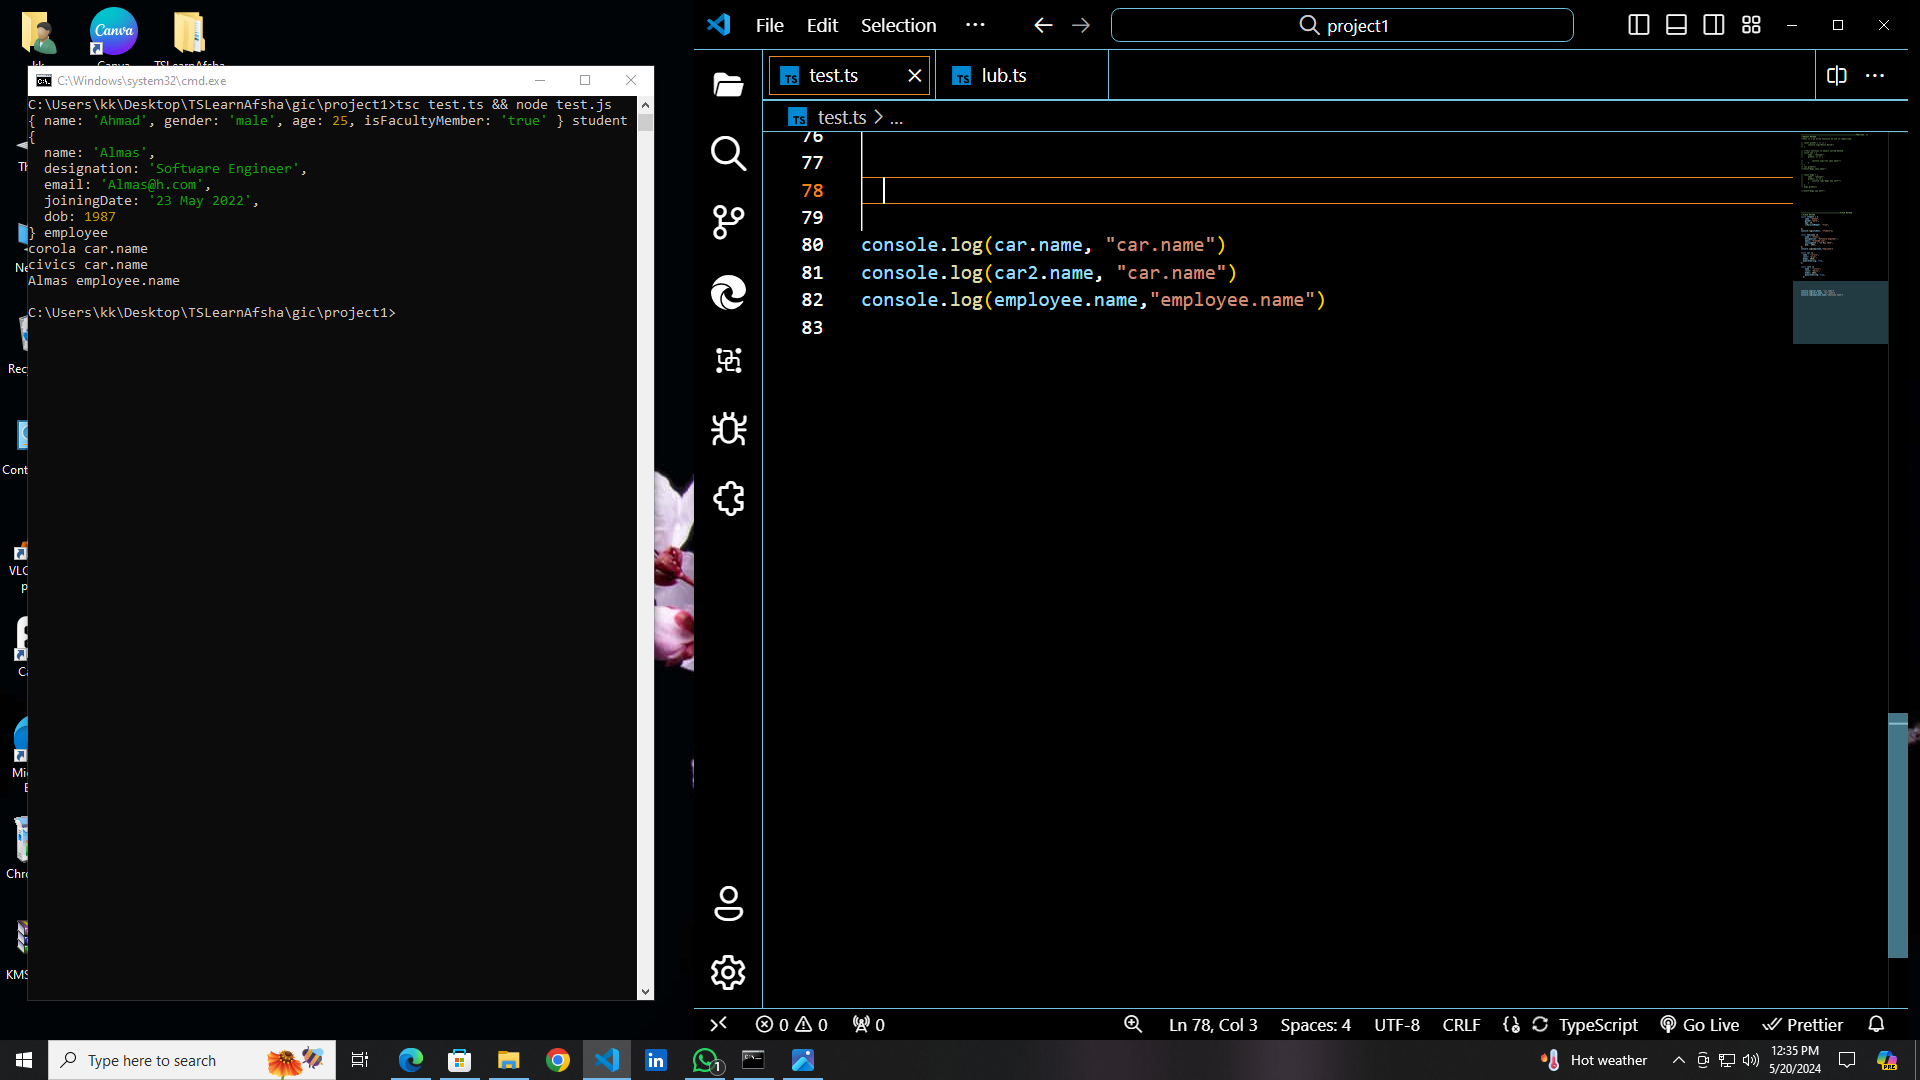 Canva
C:\Windows\system32\cmd.exe
C:\Users\kk\Desktop\TSLearnAfsha\gic\project1>tsc test.ts && node test.js
{ name: 'Ahmad', gender: 'male', age: 25, isFacultyMember: 'true' } student
{
name: 'Almas',
designation: 'Software Engineer',
email: 'Almas@h.com',
joiningDate: '23 May 2022',
dob: 1987
} employee
corola car.name
civics car.name
Almas employee.name
C:\Users\kk\Desktop\TSLearnAfsha\gic\project1>
File Edit Selection ...
project1
TS test.ts
TS lub.ts
TS test.ts > ...
76
77
78
79
80 console.log(car.name, "car.name")
81 console.log(car2.name, "car.name")
82 console.log(employee.name,"employee.name")
83
0 0 0
Ln 78, Col 3 Spaces: 4 UTF-8 CRLF TypeScript Go Live Prettier
Type here to search
1
Hot weather
12:35 PM
5/20/2024